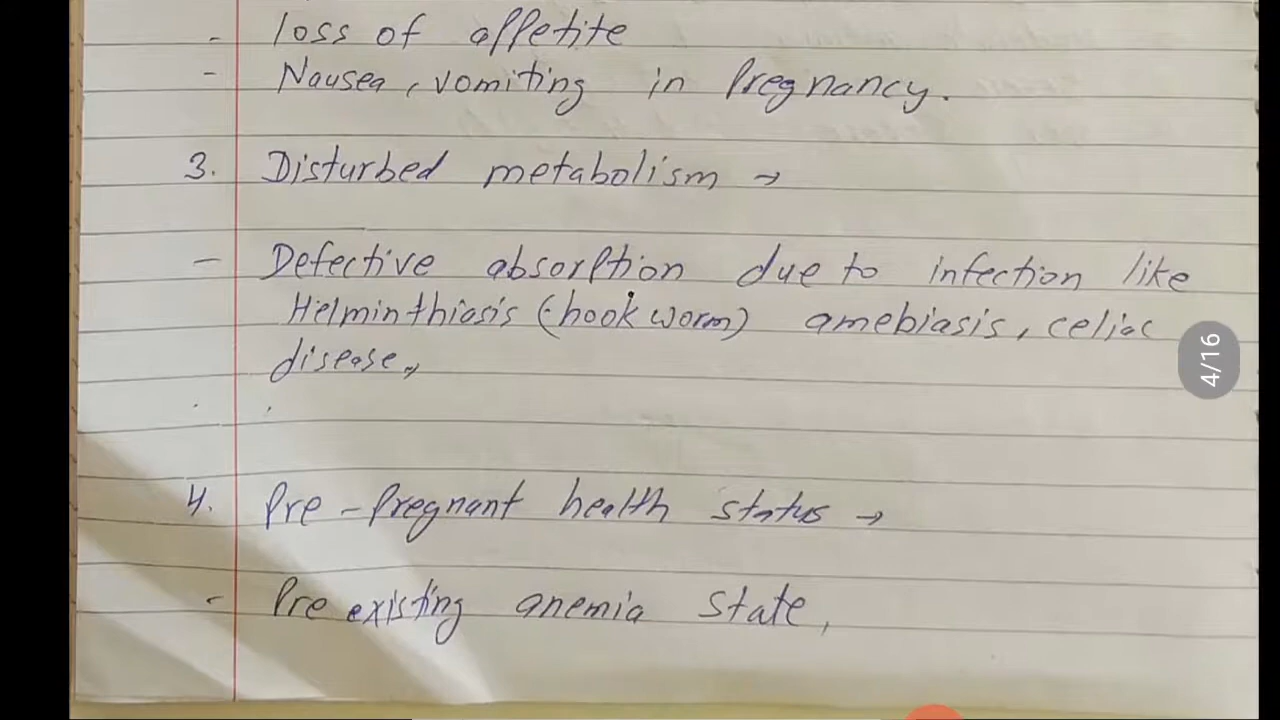 - loss of appetite
- Nausea, vomiting in Pregnancy.
3. Disturbed metabolism →
- Defective absorption due to infection like
Helminthiasis (hook worm) amebiasis, celiac
disease,
4. Pre-Pregnant health status →
- Pre existing anemia state,
4/16